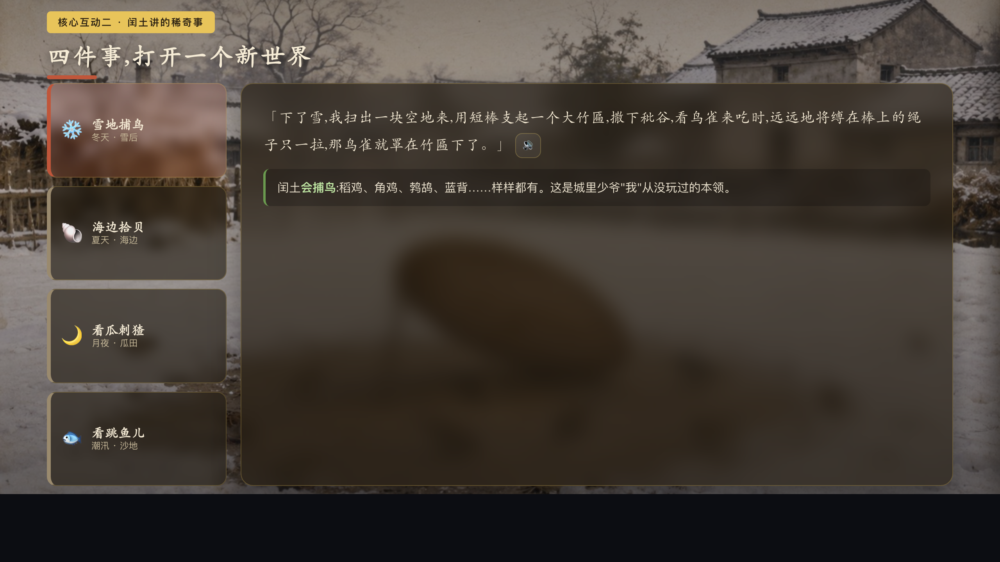 核心互动二 · 闰土讲的稀奇事
四件事,打开一个新世界
雪地捕鸟
冬天 · 雪后
海边拾贝
夏天 · 海边
看瓜刺猹
月夜 · 瓜田
看跳鱼儿
潮汛 · 沙地
「下了雪,我扫出一块空地来,用短棒支起一个大竹匾,撒下秕谷,看鸟雀来吃时,远远地将缚在棒上的绳
子只一拉,那鸟雀就罩在竹匾下了。」
闰土会捕鸟:稻鸡、角鸡、鹁鸪、蓝背……样样都有。这是城里少爷"我"从没玩过的本领。